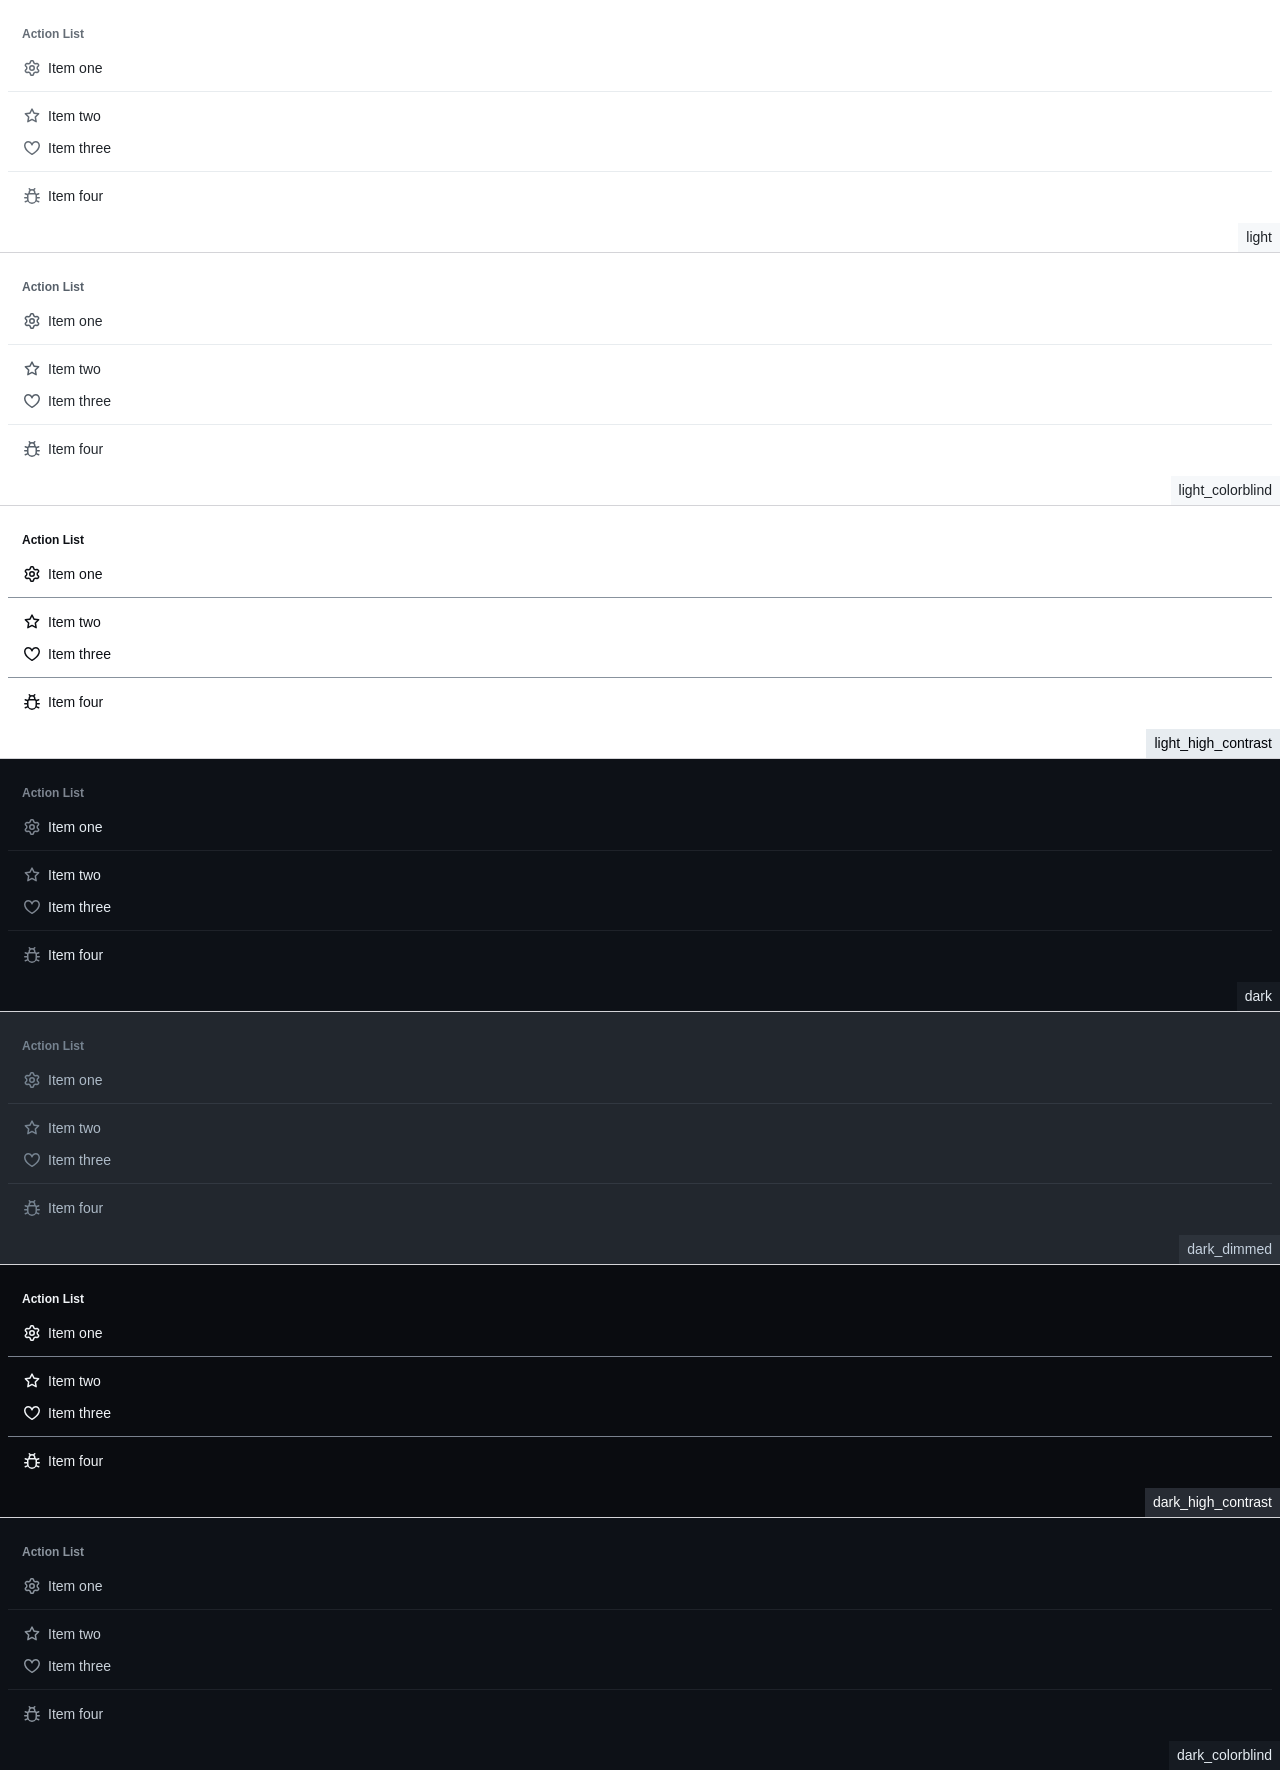 Action List
Item one
Item two
Item three
Item four
light
Action List
Item one
Item two
Item three
Item four
light_colorblind
Action List
Item one
Item two
Item three
Item four
light_high_contrast
Action List
Item one
Item two
Item three
Item four
dark
Action List
Item one
Item two
Item three
Item four
dark_dimmed
Action List
Item one
Item two
Item three
Item four
dark_high_contrast
Action List
Item one
Item two
Item three
Item four
dark_colorblind